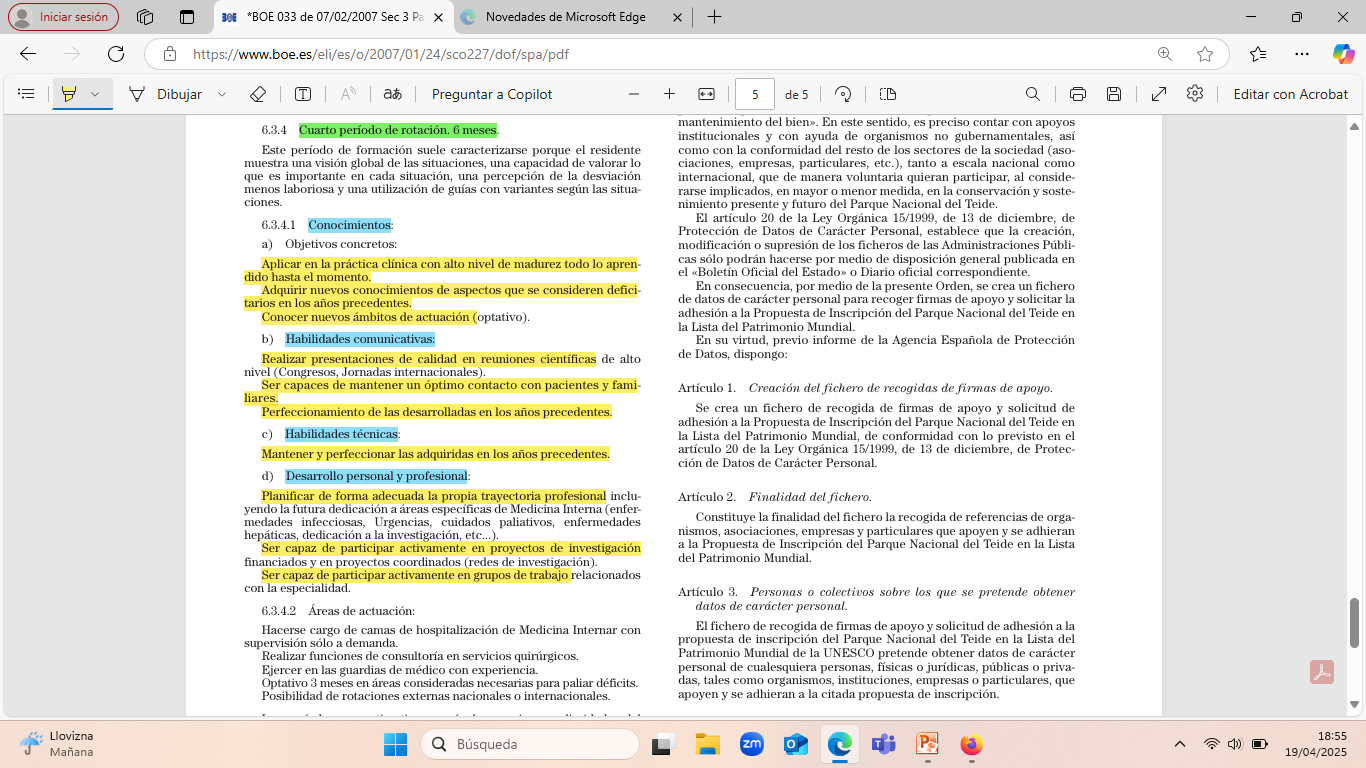 Iniciar sesión
*BOE 033 de 07/02/2007 Sec 3 Pa
Novedades de Microsoft Edge
https://www.boe.es/eli/es/o/2007/01/24/sco227/dof/spa/pdf
Dibujar
Preguntar a Copilot
5
de 5
Editar con Acrobat
6.3.4 Cuarto período de rotación. 6 meses.
Este período de formación suele caracterizarse porque el residente
muestra una visión global de las situaciones, una capacidad de valorar lo
que es importante en cada situación, una percepción de la desviación
menos laboriosa y una utilización de guías con variantes según las situa-
ciones.
6.3.4.1 Conocimientos:
a) Objetivos concretos:
Aplicar en la práctica clínica con alto nivel de madurez todo lo apren-
dido hasta el momento.
Adquirir nuevos conocimientos de aspectos que se consideren defici-
tarios en los años precedentes.
Conocer nuevos ámbitos de actuación (optativo).
b) Habilidades comunicativas:
Realizar presentaciones de calidad en reuniones científicas de alto
nivel (Congresos, Jornadas internacionales).
Ser capaces de mantener un óptimo contacto con pacientes y fami-
liares.
Perfeccionamiento de las desarrolladas en los años precedentes.
c) Habilidades técnicas:
Mantener y perfeccionar las adquiridas en los años precedentes.
d) Desarrollo personal y profesional:
Planificar de forma adecuada la propia trayectoria profesional inclu-
yendo la futura dedicación a áreas específicas de Medicina Interna (enfer-
medades infecciosas, Urgencias, cuidados paliativos, enfermedades
hepáticas, dedicación a la investigación, etc...).
Ser capaz de participar activamente en proyectos de investigación
financiados y en proyectos coordinados (redes de investigación).
Ser capaz de participar activamente en grupos de trabajo relacionados
con la especialidad.
6.3.4.2 Áreas de actuación:
Hacerse cargo de camas de hospitalización de Medicina Internar con
supervisión sólo a demanda.
Realizar funciones de consultoría en servicios quirúrgicos.
Ejercer en las guardias de médico con experiencia.
Optativo 3 meses en áreas consideradas necesarias para paliar déficits.
Posibilidad de rotaciones externas nacionales o internacionales.
mantenimiento del bien». En este sentido, es preciso contar con apoyos
institucionales y con ayuda de organismos no gubernamentales, así
como con la conformidad del resto de los sectores de la sociedad (aso-
ciaciones, empresas, particulares, etc.), tanto a escala nacional como
internacional, que de manera voluntaria quieran participar, al conside-
rarse implicados, en mayor o menor medida, en la conservación y soste-
nimiento presente y futuro del Parque Nacional del Teide.
El artículo 20 de la Ley Orgánica 15/1999, de 13 de diciembre, de
Protección de Datos de Carácter Personal, establece que la creación,
modificación o supresión de los ficheros de las Administraciones Públi-
cas sólo podrán hacerse por medio de disposición general publicada en
el «Boletín Oficial del Estado» o Diario oficial correspondiente.
En consecuencia, por medio de la presente Orden, se crea un fichero
de datos de carácter personal para recoger firmas de apoyo y solicitar la
adhesión a la Propuesta de Inscripción del Parque Nacional del Teide en
la Lista del Patrimonio Mundial.
En su virtud, previo informe de la Agencia Española de Protección
de Datos, dispongo:
Artículo 1. Creación del fichero de recogidas de firmas de apoyo.
Se crea un fichero de recogida de firmas de apoyo y solicitud de
adhesión a la Propuesta de Inscripción del Parque Nacional del Teide en
la Lista del Patrimonio Mundial, de conformidad con lo previsto en el
artículo 20 de la Ley Orgánica 15/1999, de 13 de diciembre, de Protec-
ción de Datos de Carácter Personal.
Artículo 2. Finalidad del fichero.
Constituye la finalidad del fichero la recogida de referencias de orga-
nismos, asociaciones, empresas y particulares que apoyen y se adhieran
a la Propuesta de Inscripción del Parque Nacional del Teide en la Lista
del Patrimonio Mundial.
Artículo 3. Personas o colectivos sobre los que se pretende obtener
datos de carácter personal.
El fichero de recogida de firmas de apoyo y solicitud de adhesión a la
propuesta de inscripción del Parque Nacional del Teide en la Lista del
Patrimonio Mundial de la UNESCO pretende obtener datos de carácter
personal de cualesquiera personas, físicas o jurídicas, públicas o priva-
das, tales como organismos, instituciones, empresas o particulares, que
apoyen y se adhieran a la citada propuesta de inscripción.
Llovizna
Mañana
Búsqueda
18:55
19/04/2025